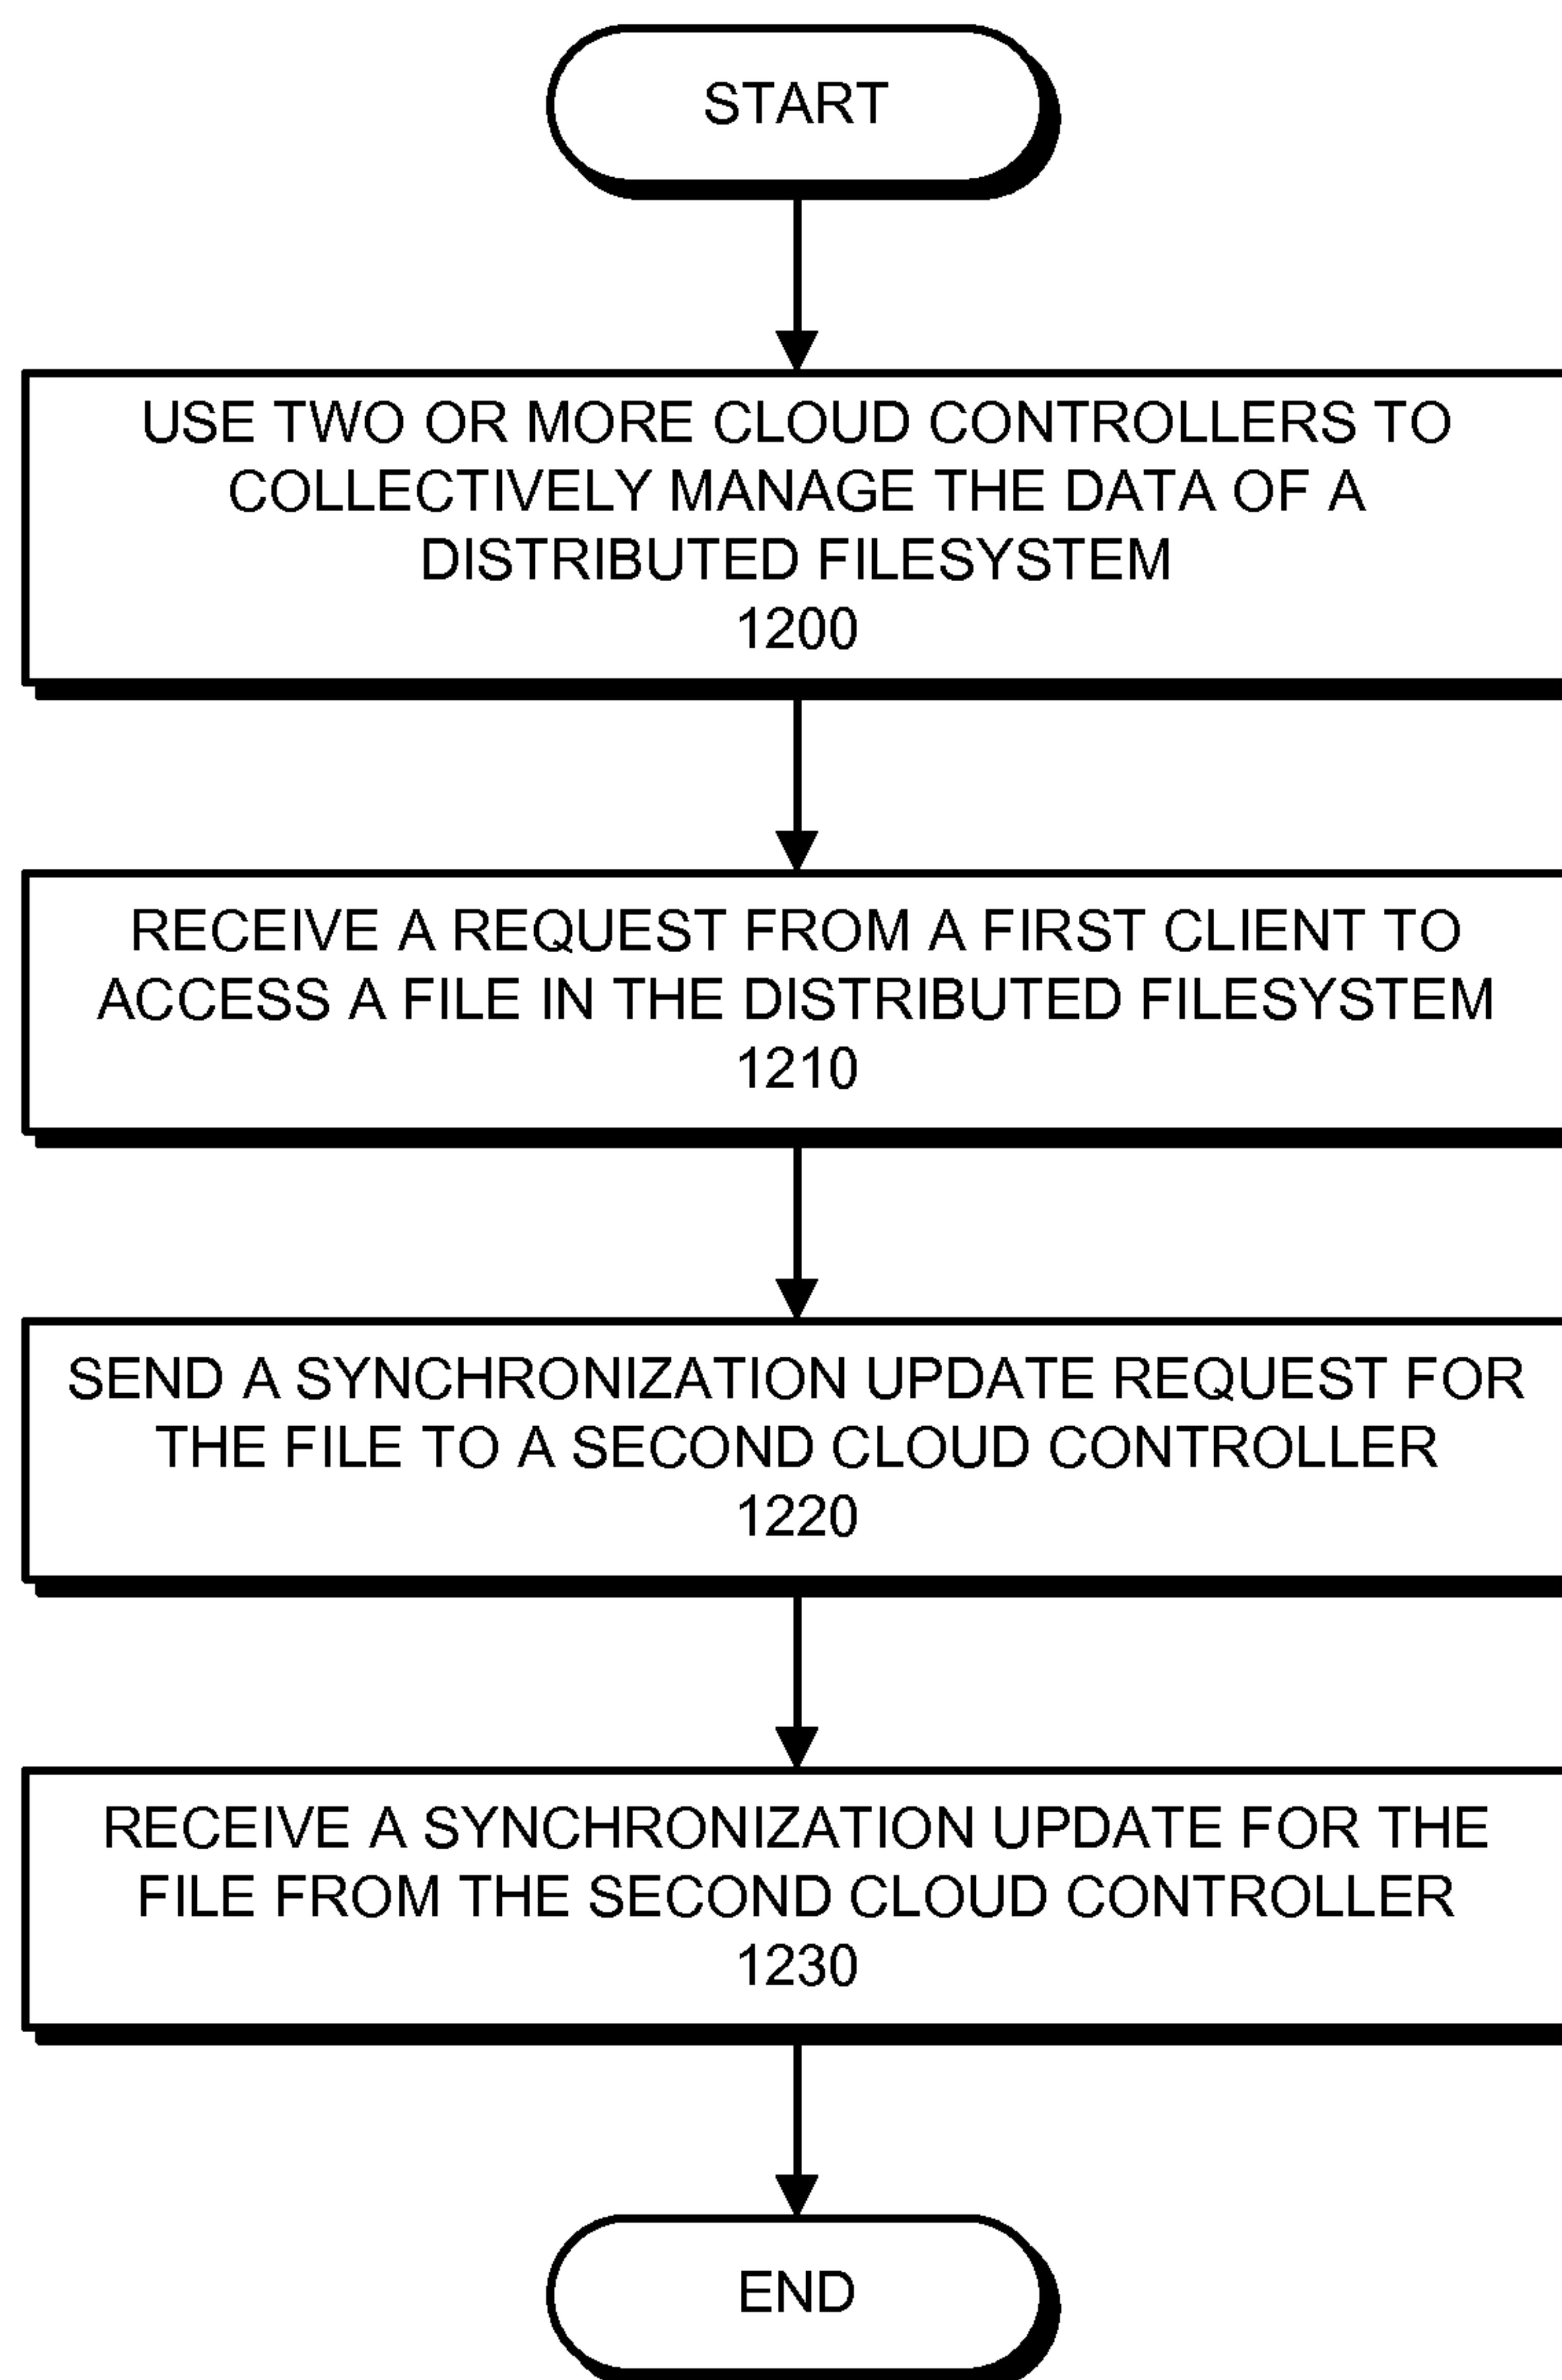 START
USE TWO OR MORE CLOUD CONTROLLERS TO
COLLECTIVELY MANAGE THE DATA OF A
DISTRIBUTED FILESYSTEM
1200
RECEIVE A REQUEST FROM A FIRST CLIENT TO
ACCESS A FILE IN THE DISTRIBUTED FILESYSTEM
1210
SEND A SYNCHRONIZATION UPDATE REQUEST FOR
THE FILE TO A SECOND CLOUD CONTROLLER
1220
RECEIVE A SYNCHRONIZATION UPDATE FOR THE
FILE FROM THE SECOND CLOUD CONTROLLER
1230
END